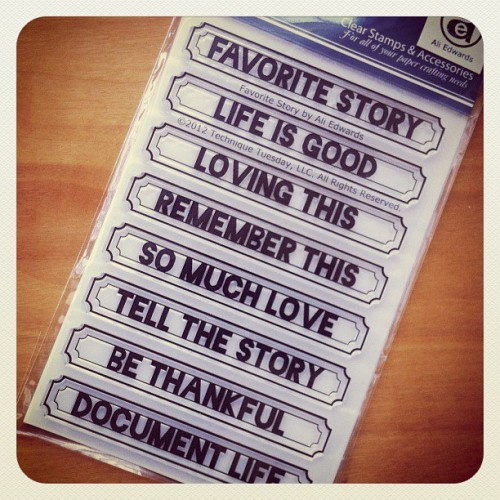 e
Ali Edwards
Clear Stamps & Accessories
For all of your paper crafting needs
FAVORITE STORY
Favorite Story by Ali Edwards
LIFE IS GOOD
©2012 Technique Tuesday, LLC. All Rights Reserved.
LOVING THIS
REMEMBER THIS
SO MUCH LOVE
TELL THE STORY
BE THANKFUL
DOCUMENT LIFE